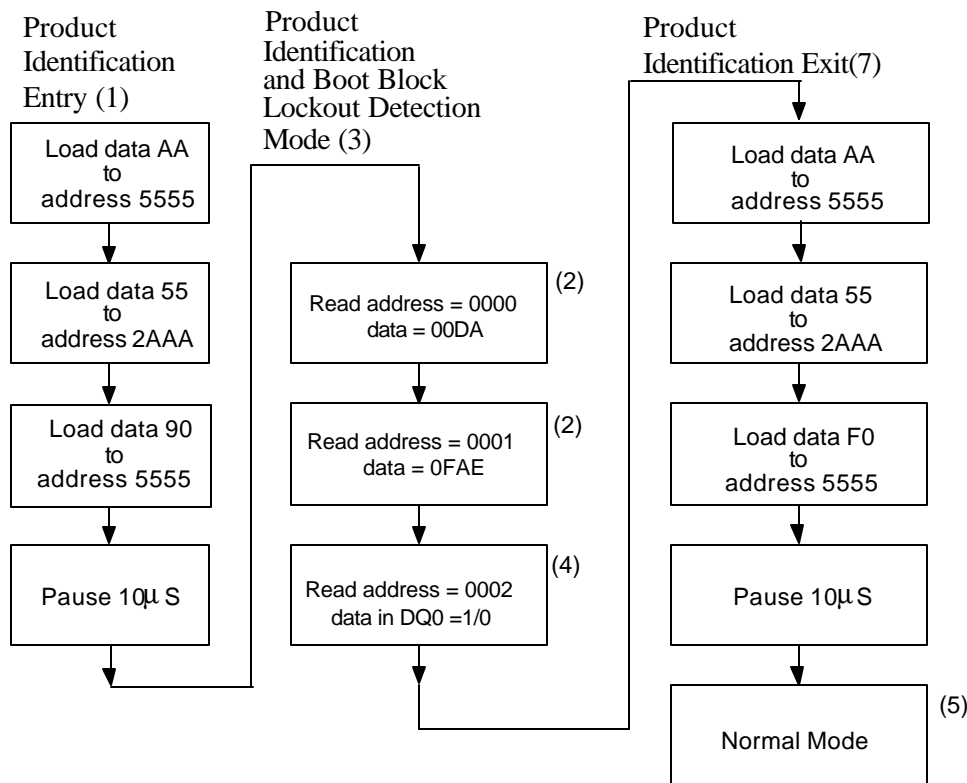 Product
Identification
Entry (1)
Load data AA
to
address 5555
Load data 55
to
address 2AAA
Load data 90
to
address 5555
Pause 10μ S
Product
Identification
and Boot Block
Lockout Detection
Mode (3)
Read address = 0000
data = 00DA
(2)
Read address = 0001
data = 0FAE
(2)
Read address = 0002
data in DQ0 =1/0
(4)
Product
Identification Exit(7)
Load data AA
to
address 5555
Load data 55
to
address 2AAA
Load data F0
to
address 5555
Pause 10μ S
Normal Mode
(5)